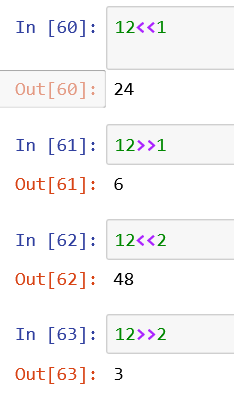 In [60]: 12<<1
Out[60]: 24
In [61]: 12>>1
Out[61]: 6
In [62]: 12<<2
Out[62]: 48
In [63]: 12>>2
Out[63]: 3